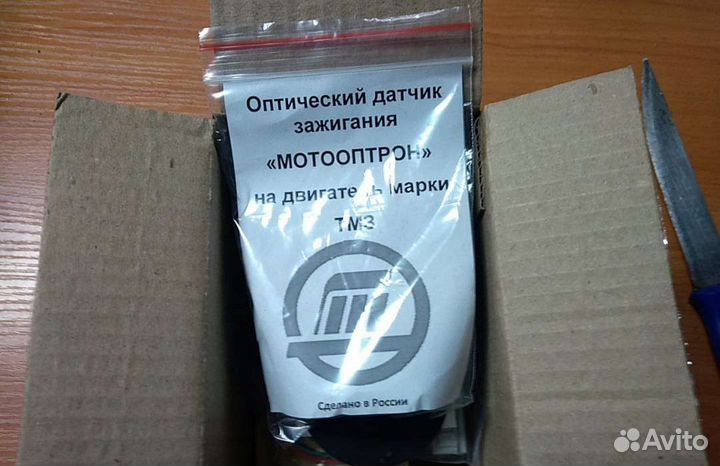 Оптический датчик
зажигания
«МОТООПТРОН»
на двигатель марки
ТМЗ
Сделано в России
Avito